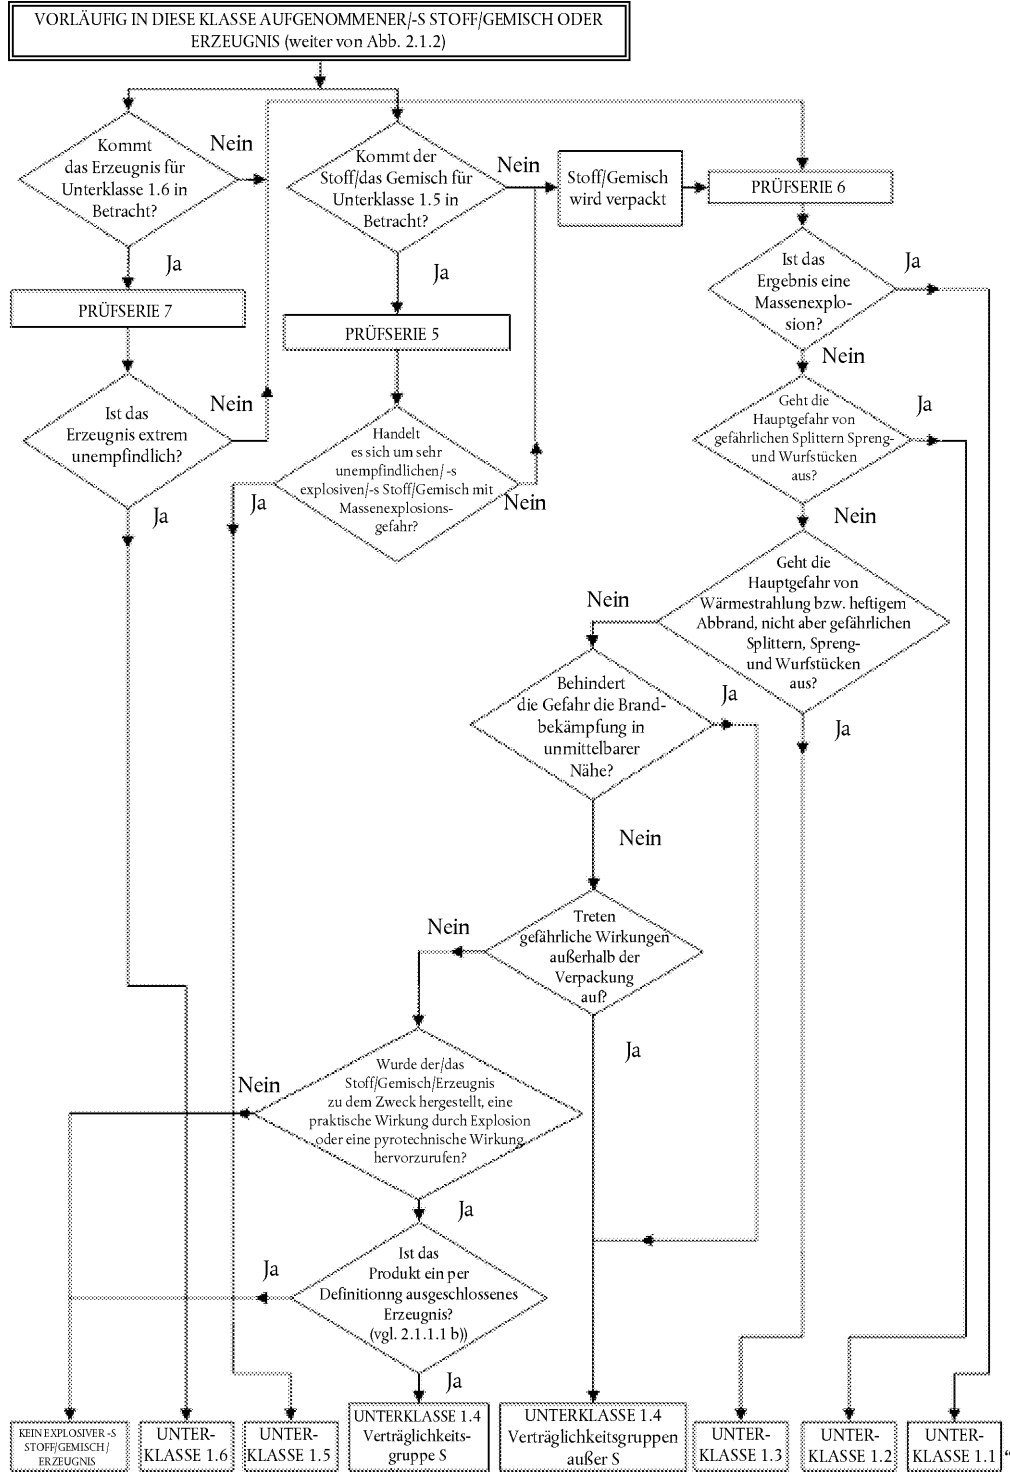 VORLÄUFIG IN DIESE KLASSE AUFGENOMMENER/-S STOFF/GEMISCH ODER
ERZEUGNIS (weiter von Abb. 2.1.2)
Kommt
das Erzeugnis für
Unterklasse 1.6 in
Betracht?
Nein
Ja
Kommt der
Stoff/das Gemisch für
Unterklasse 1.5 in
Betracht?
Nein
Ja
Stoff/Gemisch
wird verpackt
PRÜFSERIE 6
PRÜFSERIE 7
PRÜFSERIE 5
Ist das
Ergebnis eine
Massenexplo-
sion?
Ja
Nein
Ist das
Erzeugnis extrem
unempfindlich?
Nein
Ja
Handelt
es sich um sehr
unempfindlichen/-s
explosiven/-s Stoff/Gemisch mit
Massenexplosions-
gefahr?
Ja
Nein
Geht die
Hauptgefahr von
gefährlichen Splittern Spreng-
und Wurfstücken
aus?
Ja
Nein
Geht die
Hauptgefahr von
Wärmestrahlung bzw. heftigem
Abbrand, nicht aber gefährlichen
Splittern, Spreng-
und Wurfstücken
aus?
Nein
Ja
Behindert
die Gefahr die Brand-
bekämpfung in
unmittelbarer
Nähe?
Ja
Nein
Treten
gefährliche Wirkungen
außerhalb der
Verpackung
auf?
Nein
Ja
Wurde der/das
Stoff/Gemisch/Erzeugnis
zu dem Zweck hergestellt, eine
praktische Wirkung durch Explosion
oder eine pyrotechnische Wirkung
hervorzurufen?
Nein
Ja
Ist das
Produkt ein per
Definitionng ausgeschlossenes
Erzeugnis?
(vgl. 2.1.1.1 b))
Ja
Ja
KEIN EXPLOSIVER -S
STOFF/GEMISCH/
ERZEUGNIS
UNTER-
KLASSE 1.6
UNTER-
KLASSE 1.5
UNTERKLASSE 1.4
Verträglichkeits-
gruppe S
UNTERKLASSE 1.4
Verträglichkeitsgruppen
außer S
UNTER-
KLASSE 1.3
UNTER-
KLASSE 1.2
UNTER-
KLASSE 1.1 “